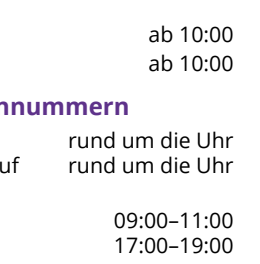 ab 10:00
ab 10:00
nnummern
rund um die Uhr
uf rund um die Uhr
09:00–11:00
17:00–19:00